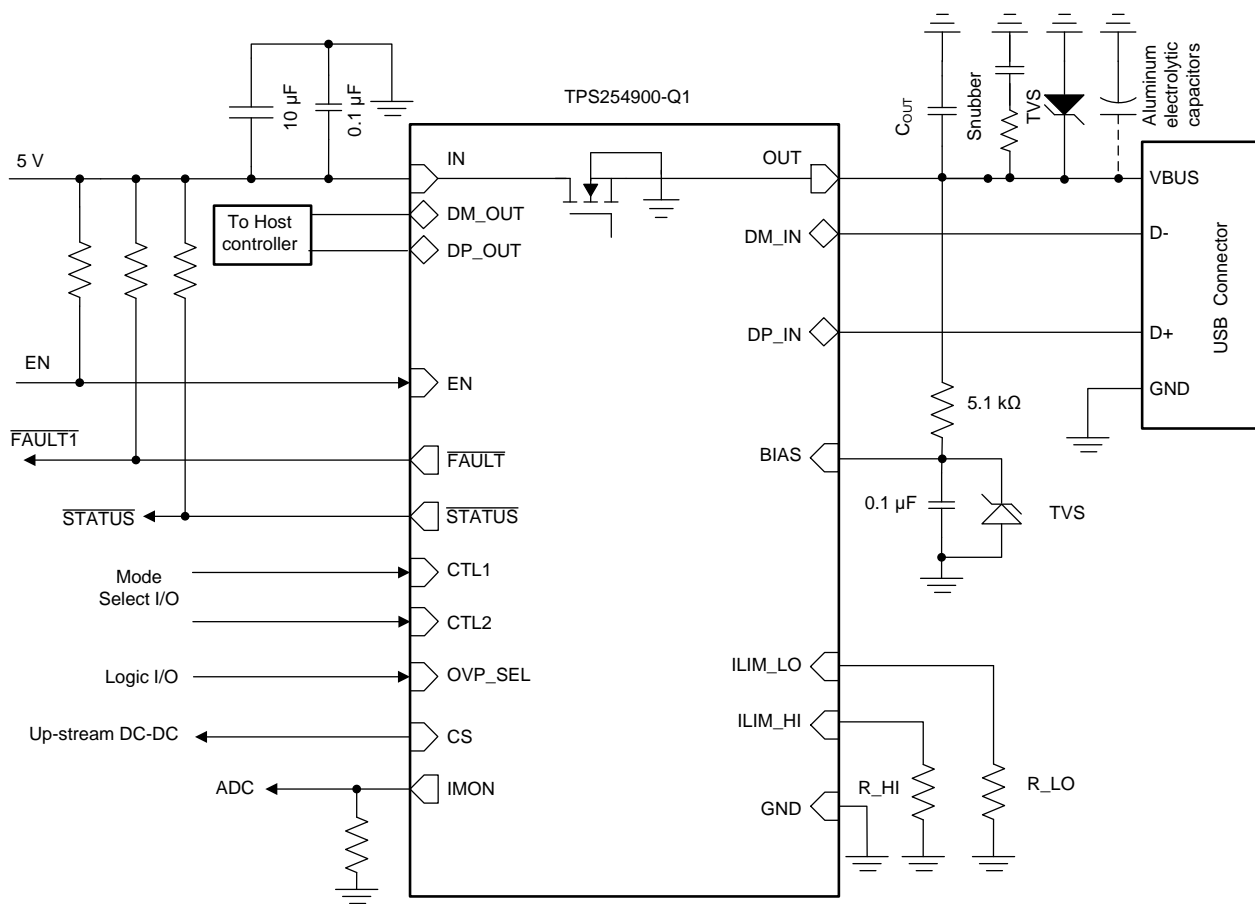 TPS254900-Q1
10 µF
0.1 µF
C_OUT
Snubber
TVS
Aluminum
electrolytic
capacitors
5 V
IN
OUT
VBUS
To Host
controller
DM_OUT
DP_OUT
DM_IN
D-
DP_IN
D+
USB Connector
EN
EN
GND
5.1 kΩ
FAULT1
FAULT
BIAS
0.1 µF
TVS
STATUS
STATUS
Mode
Select I/O
CTL1
CTL2
Logic I/O
OVP_SEL
ILIM_LO
Up-stream DC-DC
CS
ILIM_HI
ADC
IMON
GND
R_HI
R_LO